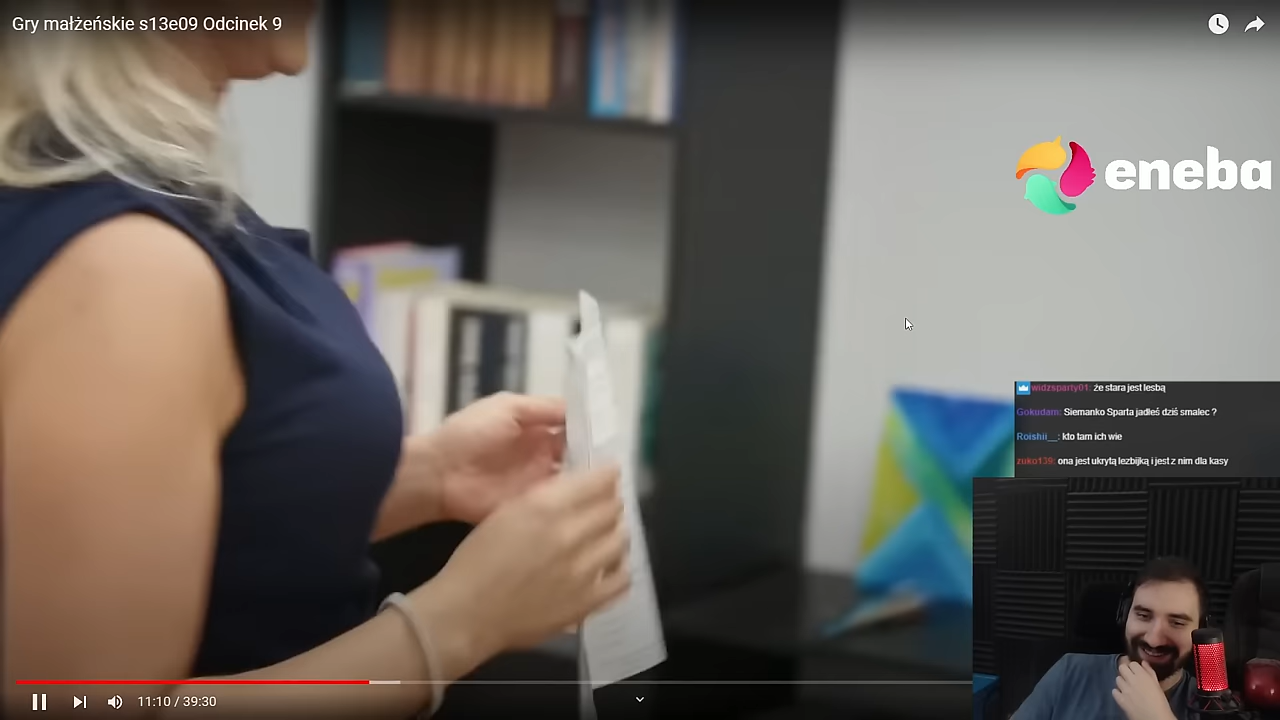 Gry małżeńskie s13e09 Odcinek 9
eneba
widzsparty01: że stara jest lesbą
Gokudam: Siemanko Sparta jadłeś dziś smalec ?
Roishii__: kto tam ich wie
zuko139: ona jest ukrytą lezbijką i jest z nim dla kasy
11:10 / 39:30